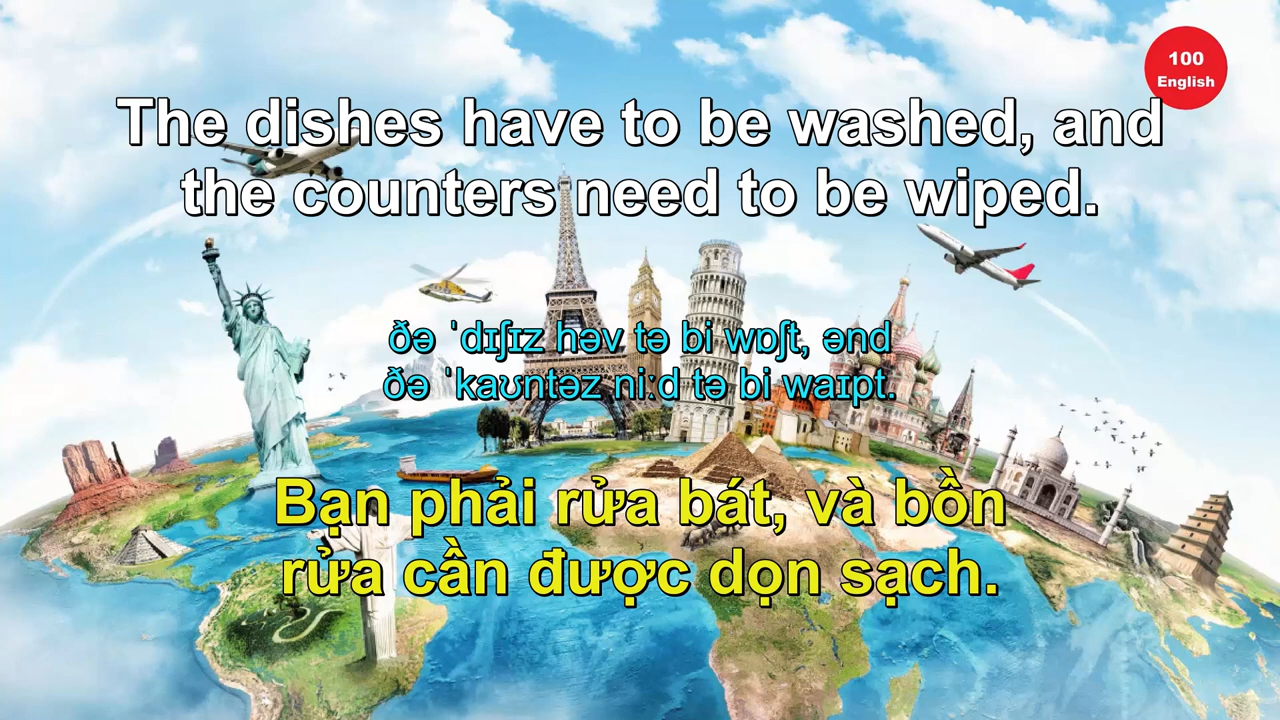 100
English
The dishes have to be washed, and
the counters need to be wiped.
ðə ˈdɪʃɪz həv tə bi wɒʃt, ənd
ðə ˈkaʊntəz niːd tə bi waɪpt.
Bạn phải rửa bát, và bồn
rửa cần được dọn sạch.